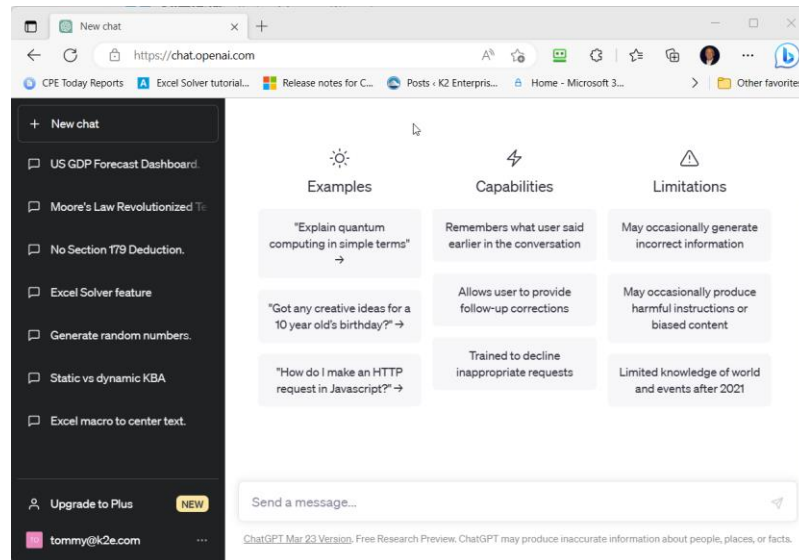 New chat
https://chat.openai.com
CPE Today Reports
Excel Solver tutorial...
Release notes for C...
Posts ‹ K2 Enterpris...
Home - Microsoft 3...
Other favorites
+ New chat
US GDP Forecast Dashboard.
Moore's Law Revolutionized Te
No Section 179 Deduction.
Excel Solver feature
Generate random numbers.
Static vs dynamic KBA
Excel macro to center text.
Upgrade to Plus
NEW
TO
tommy@k2e.com
Examples
"Explain quantum
computing in simple terms"
→
"Got any creative ideas for a
10 year old's birthday?" →
"How do I make an HTTP
request in Javascript?" →
Capabilities
Remembers what user said
earlier in the conversation
Allows user to provide
follow-up corrections
Trained to decline
inappropriate requests
Limitations
May occasionally generate
incorrect information
May occasionally produce
harmful instructions or
biased content
Limited knowledge of world
and events after 2021
Send a message...
ChatGPT Mar 23 Version. Free Research Preview. ChatGPT may produce inaccurate information about people, places, or facts.